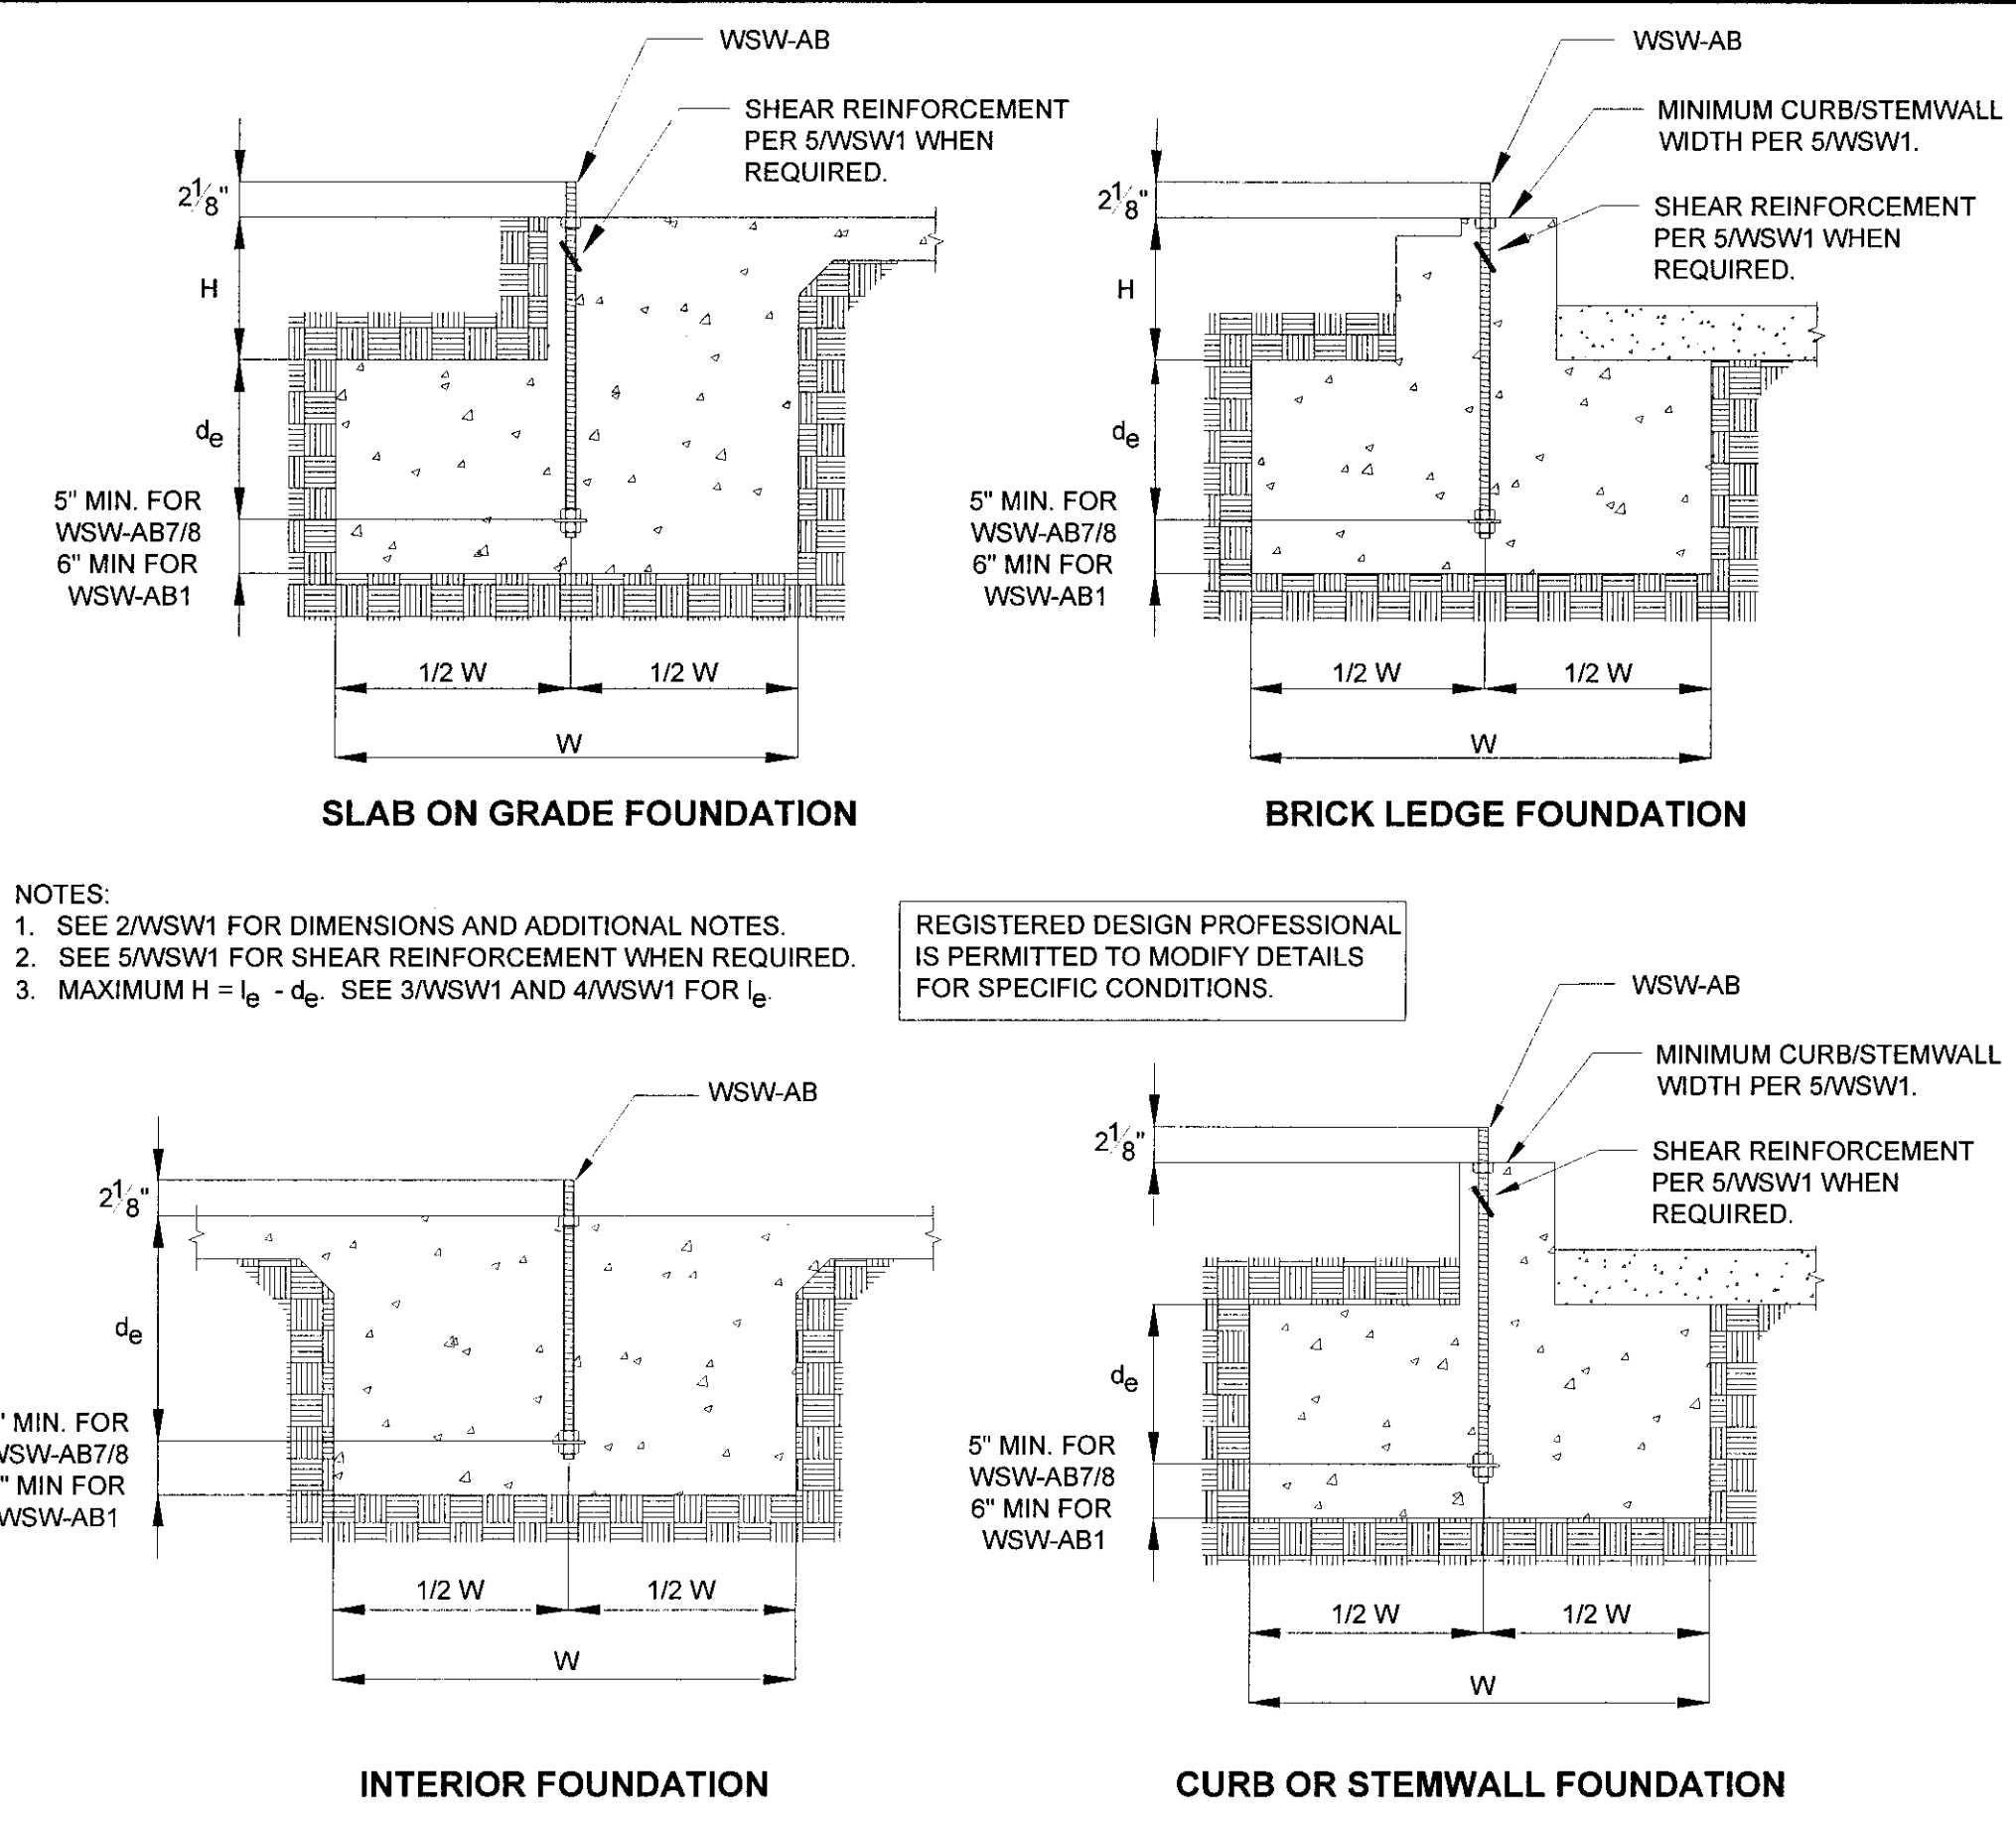 WSW-AB
SHEAR REINFORCEMENT
PER 5/WSW1 WHEN
REQUIRED.
2 1/8"
H
de
5" MIN. FOR
WSW-AB7/8
6" MIN FOR
WSW-AB1
1/2 W
1/2 W
W
SLAB ON GRADE FOUNDATION
WSW-AB
MINIMUM CURB/STEMWALL
WIDTH PER 5/WSW1.
SHEAR REINFORCEMENT
PER 5/WSW1 WHEN
REQUIRED.
2 1/8"
H
de
5" MIN. FOR
WSW-AB7/8
6" MIN FOR
WSW-AB1
1/2 W
1/2 W
W
BRICK LEDGE FOUNDATION
NOTES:
1. SEE 2/WSW1 FOR DIMENSIONS AND ADDITIONAL NOTES.
2. SEE 5/WSW1 FOR SHEAR REINFORCEMENT WHEN REQUIRED.
3. MAXIMUM H = le - de. SEE 3/WSW1 AND 4/WSW1 FOR le.
REGISTERED DESIGN PROFESSIONAL
IS PERMITTED TO MODIFY DETAILS
FOR SPECIFIC CONDITIONS.
WSW-AB
2 1/8"
de
" MIN. FOR
WSW-AB7/8
" MIN FOR
WSW-AB1
1/2 W
1/2 W
W
INTERIOR FOUNDATION
WSW-AB
MINIMUM CURB/STEMWALL
WIDTH PER 5/WSW1.
SHEAR REINFORCEMENT
PER 5/WSW1 WHEN
REQUIRED.
2 1/8"
de
5" MIN. FOR
WSW-AB7/8
6" MIN FOR
WSW-AB1
1/2 W
1/2 W
W
CURB OR STEMWALL FOUNDATION